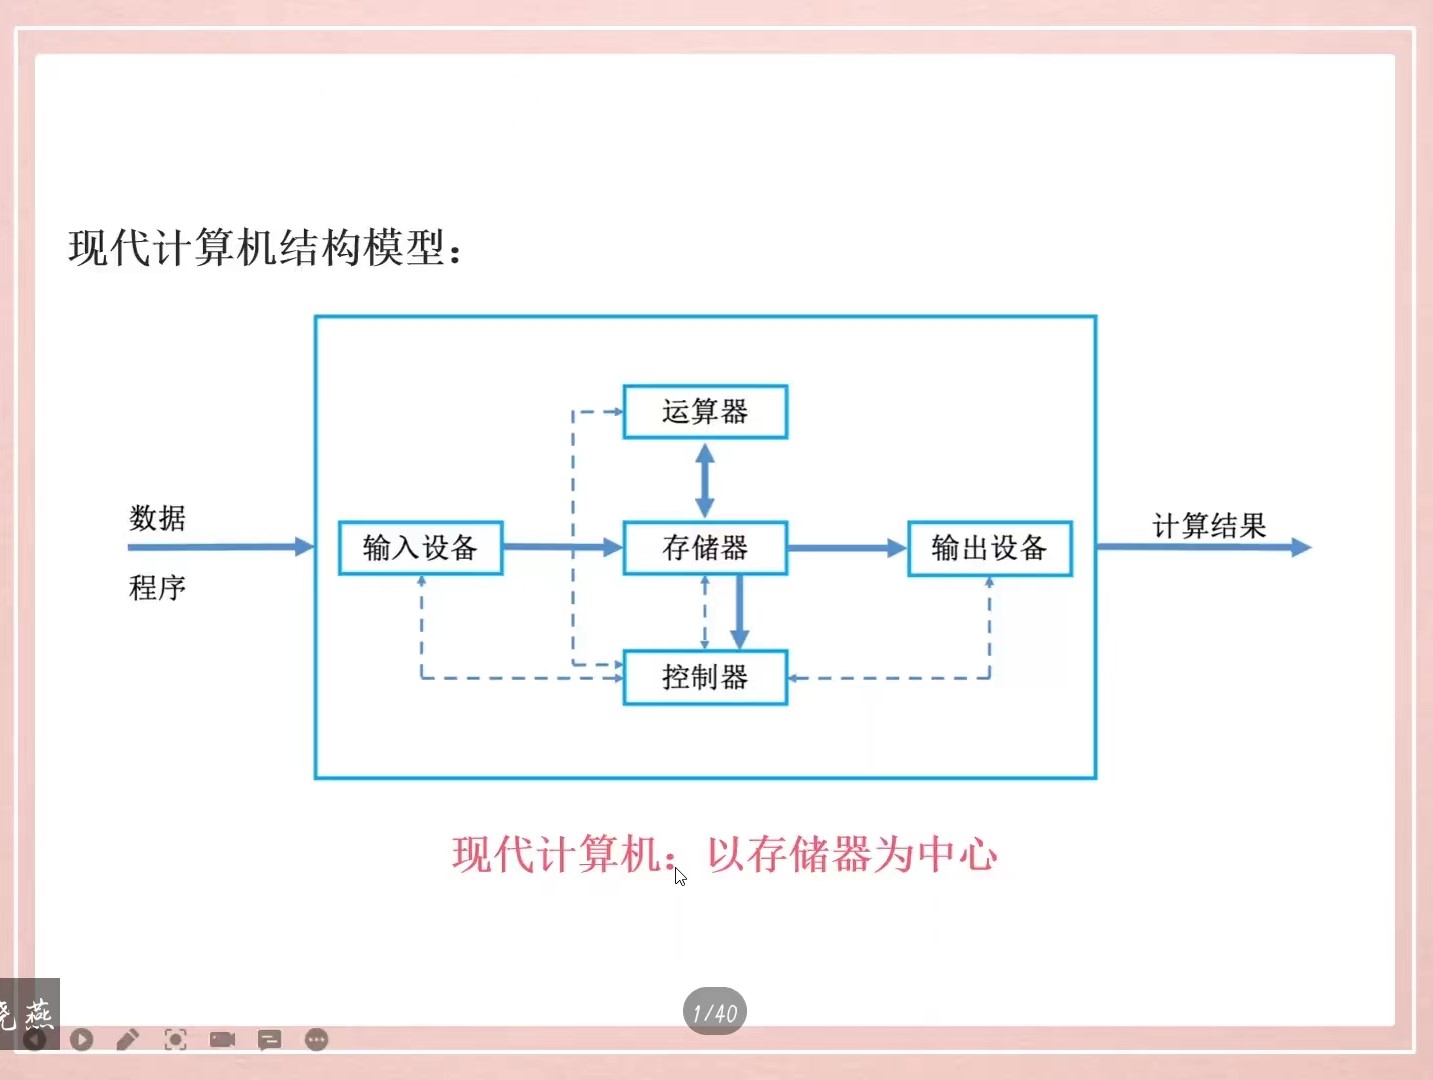 现代计算机结构模型：
运算器
数据
程序
输入设备
存储器
输出设备
计算结果
控制器
现代计算机：以存储器为中心
燕
1/40